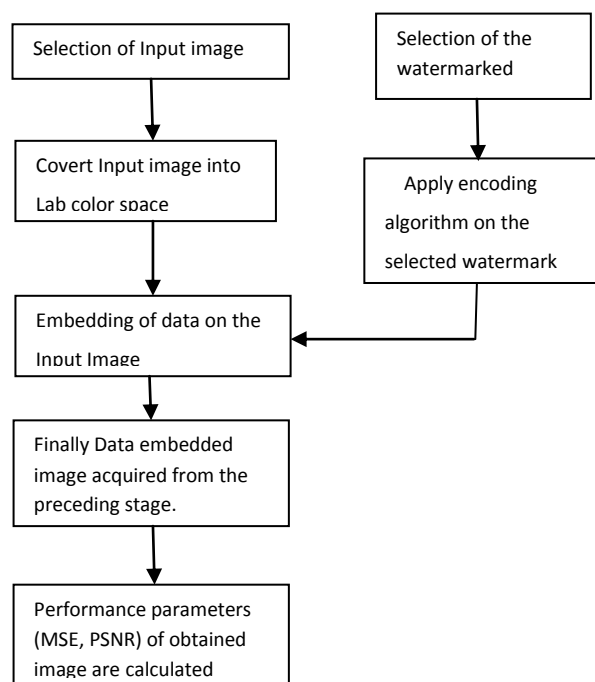 Selection of Input image
Selection of the
watermarked
Covert Input image into
Lab color space
Apply encoding
algorithm on the
selected watermark
Embedding of data on the
Input Image
Finally Data embedded
image acquired from the
preceding stage.
Performance parameters
(MSE, PSNR) of obtained
image are calculated